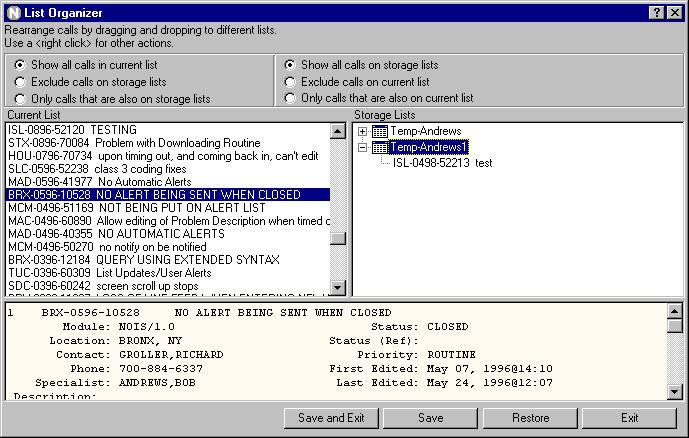 N List Organizer
Rearrange calls by dragging and dropping to different lists.
Use a <right click> for other actions.
Show all calls in current list
Exclude calls on storage lists
Only calls that are also on storage lists
Show all calls on storage lists
Exclude calls on current list
Only calls that are also on current list
Current List
ISL-0896-52120 TESTING
STX-0896-70084 Problem with Downloading Routine
HOU-0796-70734 upon timing out, and coming back in, can't edit
SLC-0596-52238 class 3 coding fixes
MAD-0596-41977 No Automatic Alerts
BRX-0596-10528 NO ALERT BEING SENT WHEN CLOSED
MCM-0496-51169 NOT BEING PUT ON ALERT LIST
MAC-0496-60890 Allow editing of Problem Description when timed
MAD-0496-40355 NO AUTOMATIC ALERTS
MCM-0496-50270 no notify on be notified
BRX-0396-12184 QUERY USING EXTENDED SYNTAX
TUC-0396-60309 List Updates/User Alerts
SDC-0396-60242 screen scroll up stops
Storage Lists
Temp-Andrews
Temp-Andrews1
ISL-0498-52213 test
1 BRX-0596-10528 NO ALERT BEING SENT WHEN CLOSED
Module: NOIS/1.0 Status: CLOSED
Location: BRONX, NY Status (Ref):
Contact: GROLLER,RICHARD Priority: ROUTINE
Phone: 700-884-6337 First Edited: May 07, 1996@14:10
Specialist: ANDREWS,BOB Last Edited: May 24, 1996@12:07
Description:
Save and Exit
Save
Restore
Exit